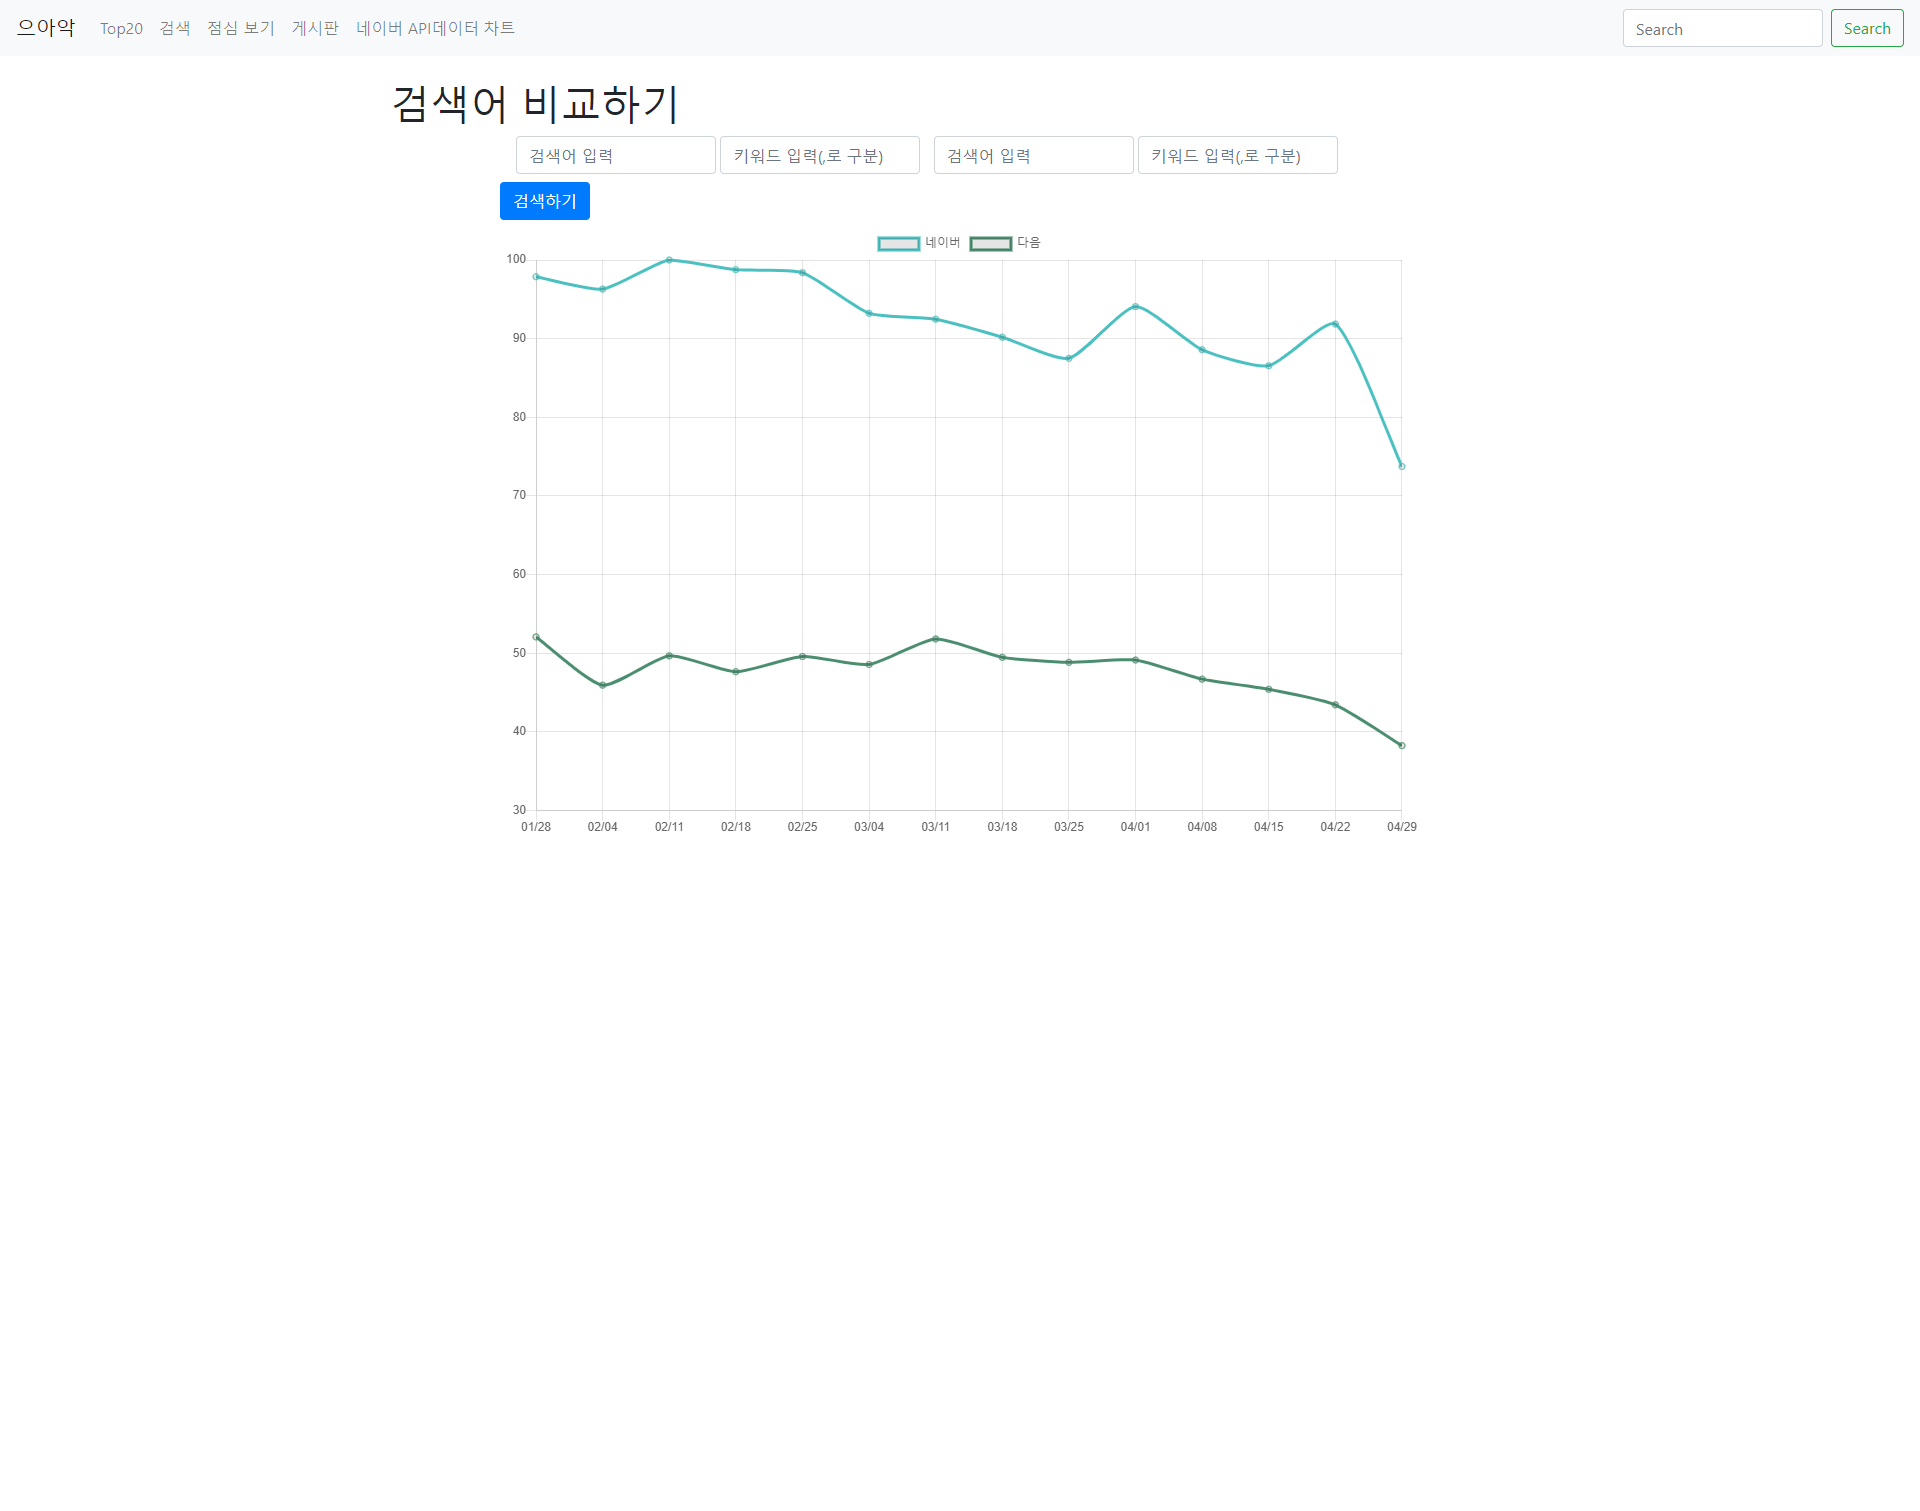 으아악 Top20 검색 점심 보기 게시판 네이버 API데이터 차트 Search Search
검색어 비교하기
검색어 입력 키워드 입력(,로 구분) 검색어 입력 키워드 입력(,로 구분)
검색하기
네이버 다음
100
90
80
70
60
50
40
30
01/28 02/04 02/11 02/18 02/25 03/04 03/11 03/18 03/25 04/01 04/08 04/15 04/22 04/29